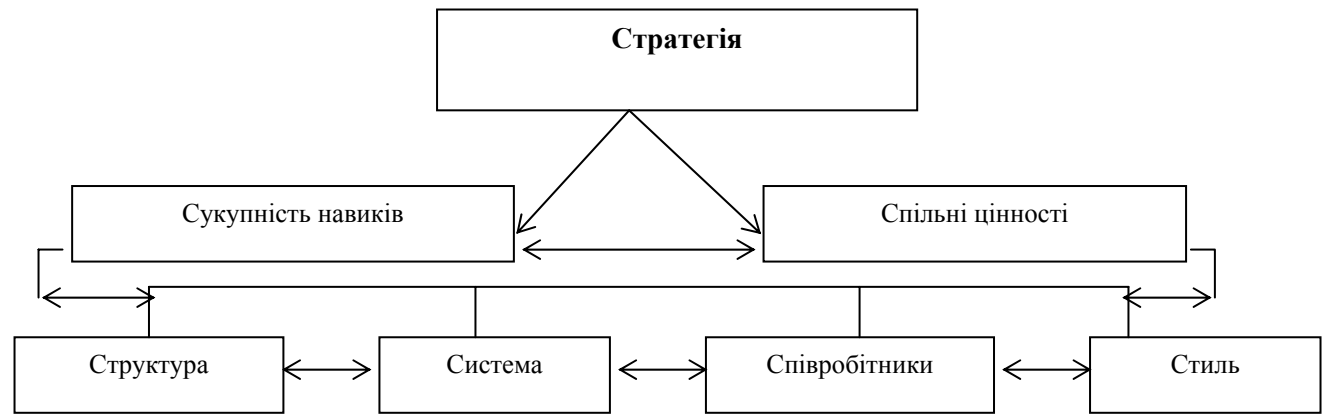 Стратегія
Сукупність навиків
Спільні цінності
Структура
Система
Співробітники
Стиль